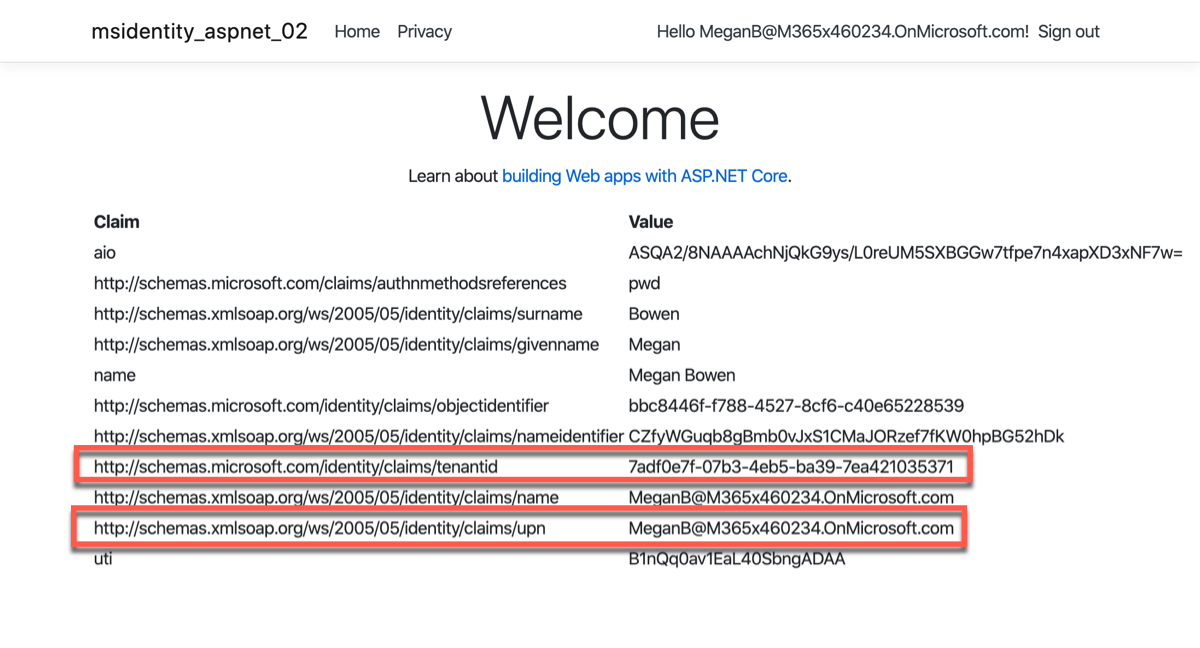 msidentity_aspnet_02 Home Privacy Hello MeganB@M365x460234.OnMicrosoft.com! Sign out
Welcome
Learn about building Web apps with ASP.NET Core.
Claim Value
aio ASQA2/8NAAAAchNjQkG9ys/L0reUM5SXBGGw7tfpe7n4xapXD3xNF7w=
http://schemas.microsoft.com/claims/authnmethodsreferences pwd
http://schemas.xmlsoap.org/ws/2005/05/identity/claims/surname Bowen
http://schemas.xmlsoap.org/ws/2005/05/identity/claims/givenname Megan
name Megan Bowen
http://schemas.microsoft.com/identity/claims/objectidentifier bbc8446f-f788-4527-8cf6-c40e65228539
http://schemas.xmlsoap.org/ws/2005/05/identity/claims/nameidentifier CZfyWGuqb8gBmb0vJxS1CMaJORzef7fKW0hpBG52hDk
http://schemas.microsoft.com/identity/claims/tenantid 7adf0e7f-07b3-4eb5-ba39-7ea421035371
http://schemas.xmlsoap.org/ws/2005/05/identity/claims/name MeganB@M365x460234.OnMicrosoft.com
http://schemas.xmlsoap.org/ws/2005/05/identity/claims/upn MeganB@M365x460234.OnMicrosoft.com
uti B1nQq0av1EaL40SbngADAA